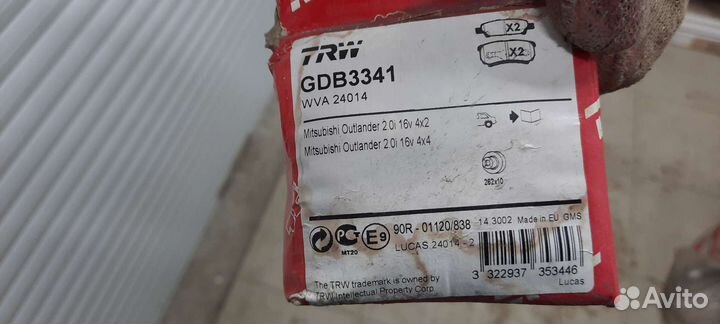 TRW
X2
X2
GDB3341
WVA 24014
Mitsubishi Outlander 2.0i 16v 4x2
Mitsubishi Outlander 2.0i 16v 4x4
262x10
MT20
E9
90R - 01120/838 14.3002 Made in EU GMS
LUCAS 24014 - 2
3 322937 353446
Lucas
The TRW trademark is owned by
TRW Intellectual Property Corp
Avito